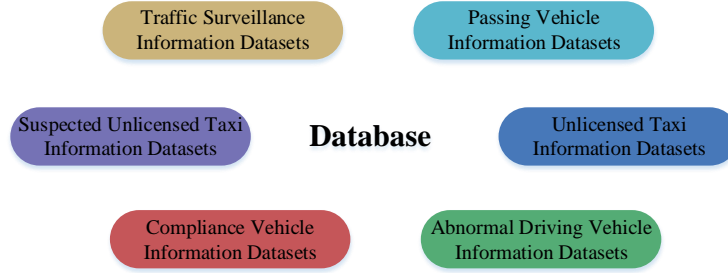 Traffic Surveillance
Information Datasets
Passing Vehicle
Information Datasets
Suspected Unlicensed Taxi
Information Datasets
Database
Unlicensed Taxi
Information Datasets
Compliance Vehicle
Information Datasets
Abnormal Driving Vehicle
Information Datasets